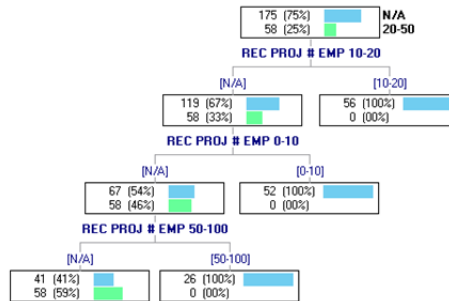 175 (75%) N/A
58 (25%) 20-50
REC PROJ # EMP 10-20
[N/A] [10-20]
119 (67%) 56 (100%)
58 (33%) 0 (00%)
REC PROJ # EMP 0-10
[N/A] [0-10]
67 (54%) 52 (100%)
58 (46%) 0 (00%)
REC PROJ # EMP 50-100
[N/A] [50-100]
41 (41%) 26 (100%)
58 (59%) 0 (00%)